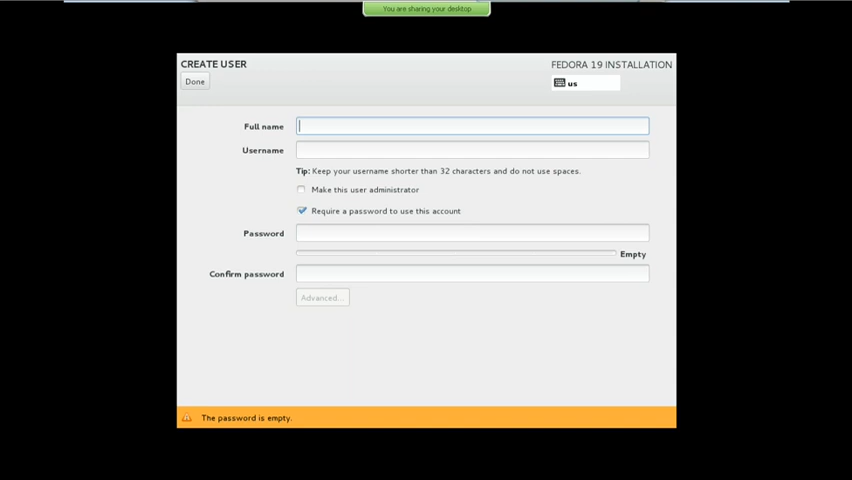 You are sharing your desktop
CREATE USER
FEDORA 19 INSTALLATION
Done
us
Full name
Username
Tip: Keep your username shorter than 32 characters and do not use spaces.
Make this user administrator
Require a password to use this account
Password
Empty
Confirm password
Advanced...
The password is empty.